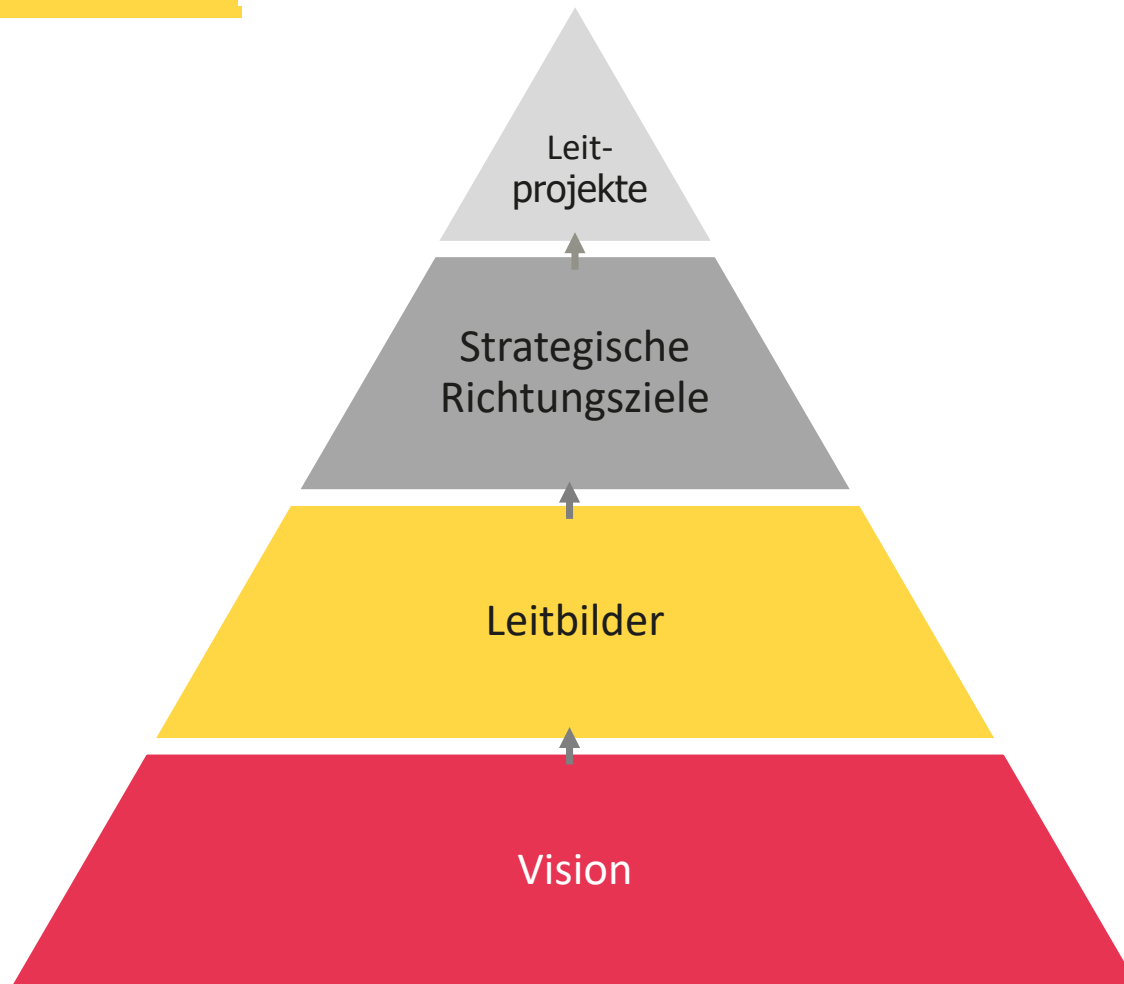 Leit-
projekte
Strategische
Richtungsziele
Leitbilder
Vision